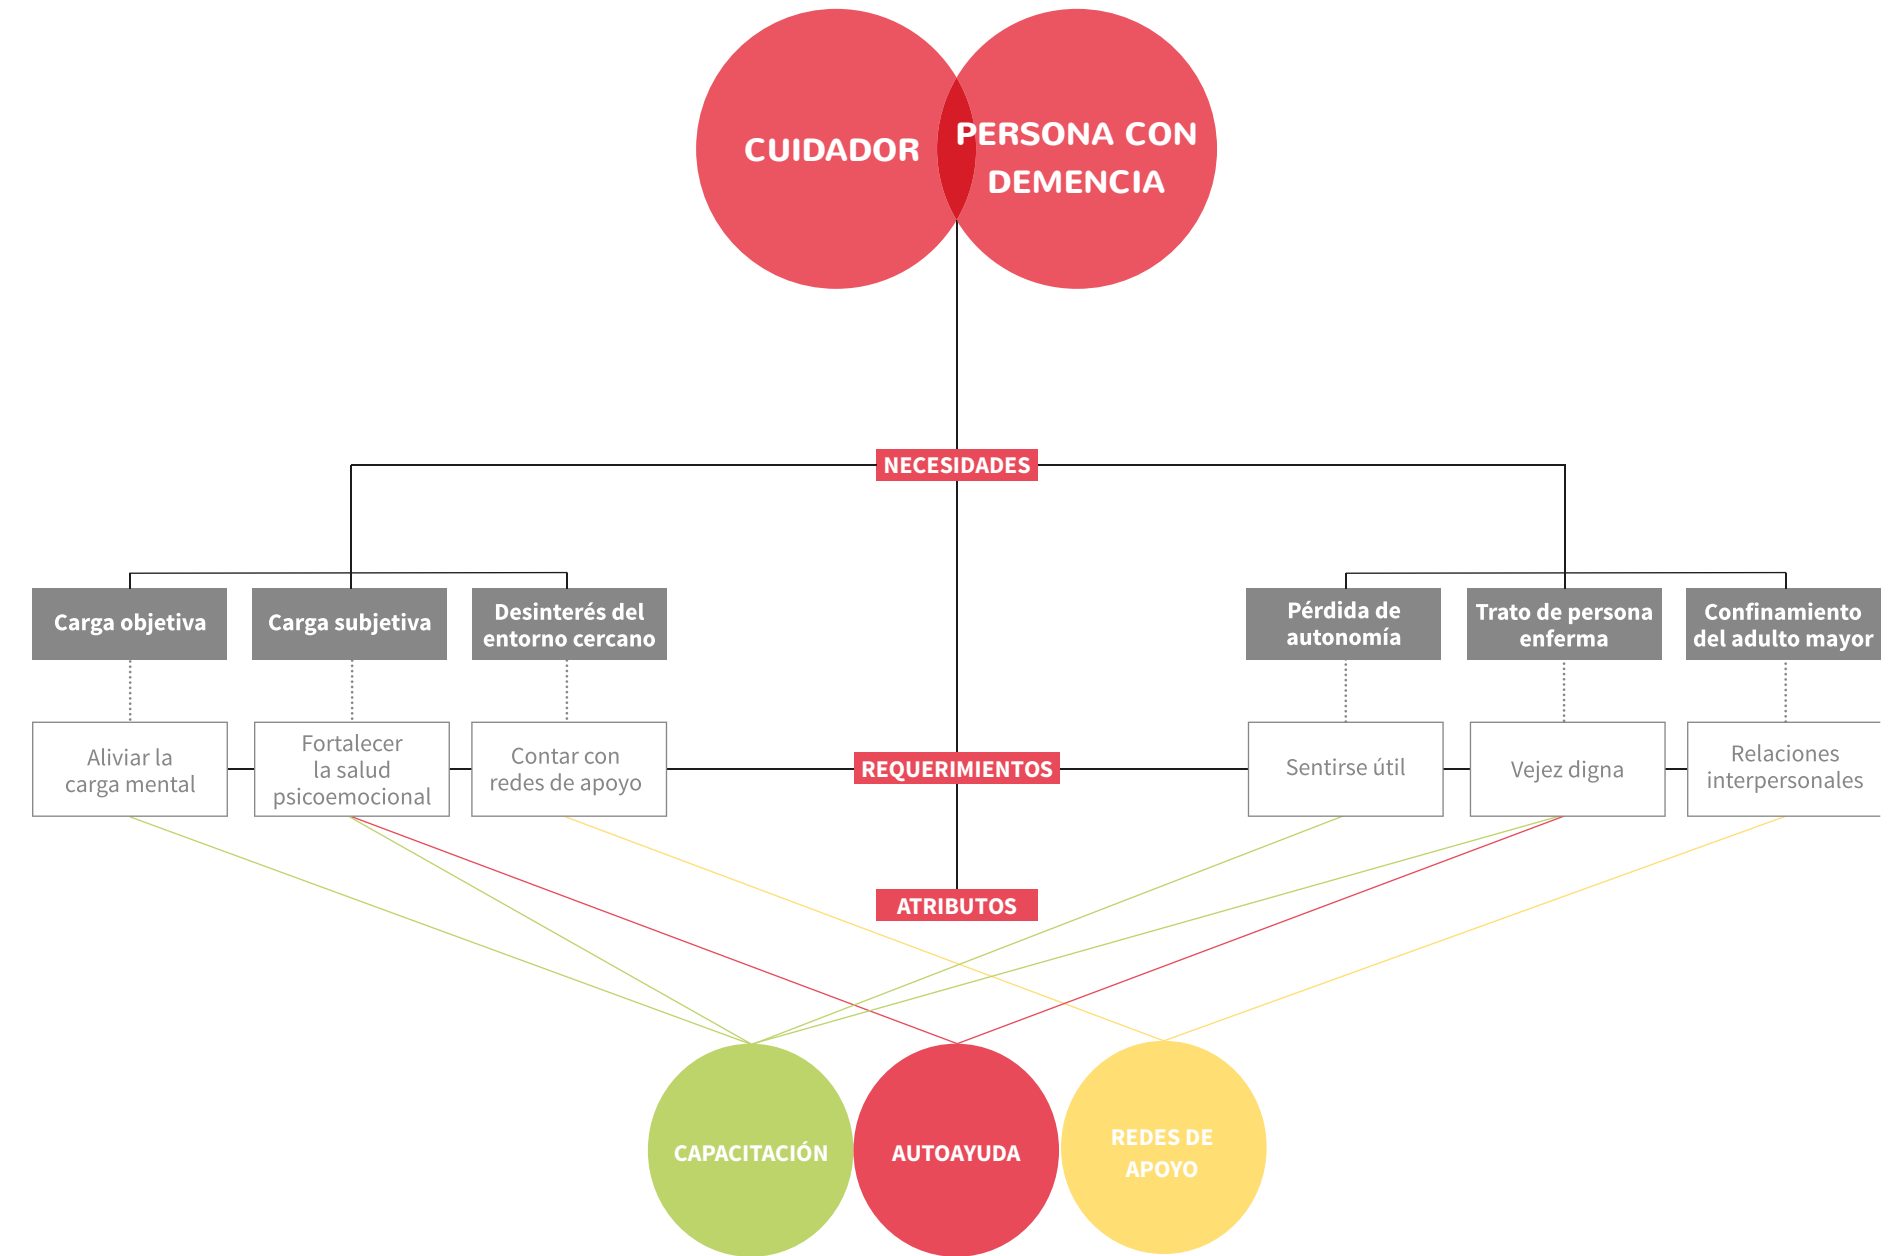 CUIDADOR
PERSONA CON
DEMENCIA
NECESIDADES
Carga objetiva
Carga subjetiva
Desinterés del
entorno cercano
Pérdida de
autonomía
Trato de persona
enferma
Confinamiento
del adulto mayor
Aliviar la
carga mental
Fortalecer
la salud
psicoemocional
Contar con
redes de apoyo
REQUERIMIENTOS
Sentirse útil
Vejez digna
Relaciones
interpersonales
ATRIBUTOS
CAPACITACIÓN
AUTOAYUDA
REDES DE
APOYO